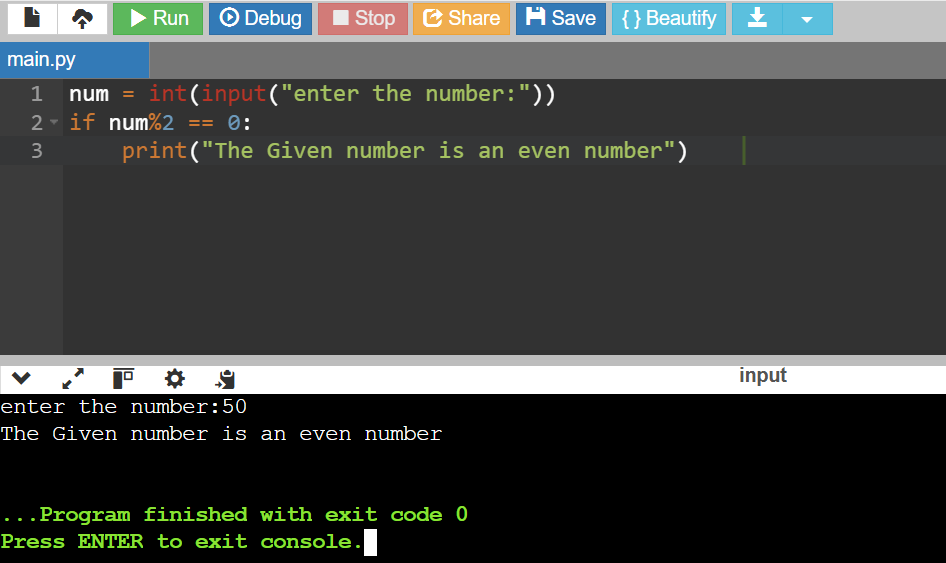 Run Debug Stop Share Save { } Beautify
main.py
1 num = int(input("enter the number:"))
2 if num%2 == 0:
3     print("The Given number is an even number")
input
enter the number:50
The Given number is an even number
...Program finished with exit code 0
Press ENTER to exit console.